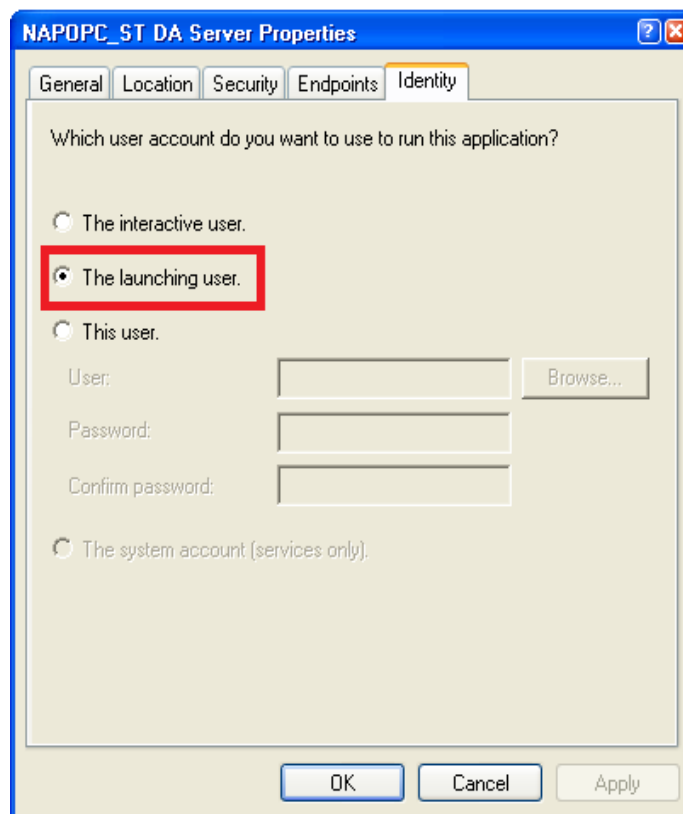 NAPOPC_ST DA Server Properties
General Location Security Endpoints Identity
Which user account do you want to use to run this application?
The interactive user.
The launching user.
This user.
User: Browse...
Password:
Confirm password:
The system account (services only).
OK Cancel Apply